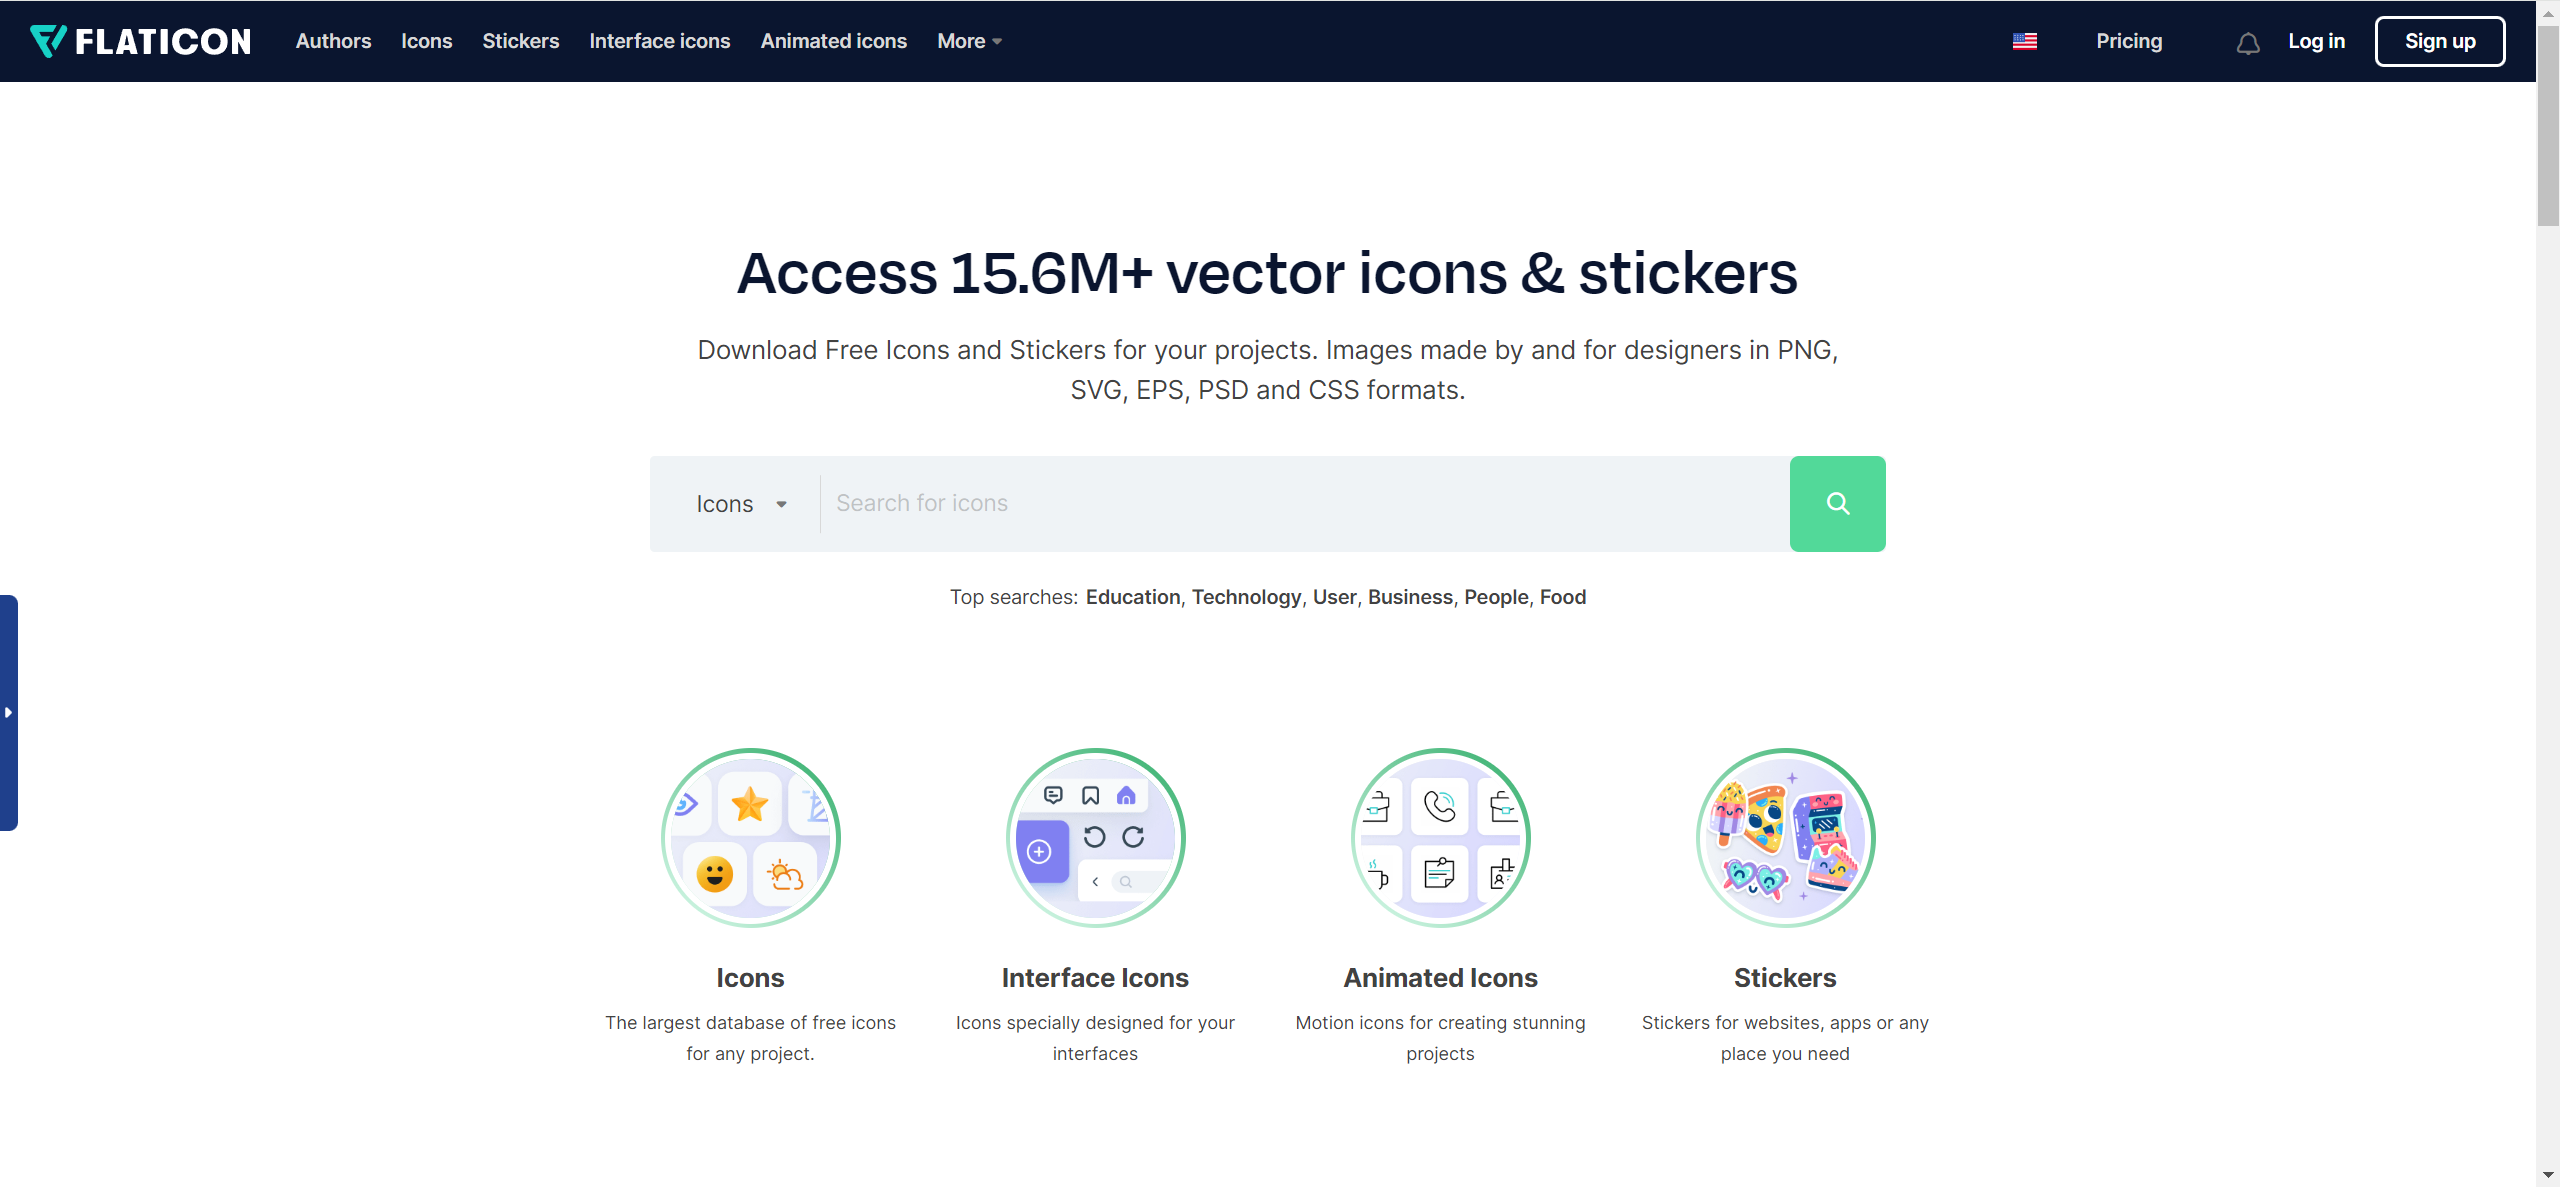 FLATICON Authors Icons Stickers Interface icons Animated icons More Pricing Log in Sign up
Access 15.6M+ vector icons & stickers
Download Free Icons and Stickers for your projects. Images made by and for designers in PNG,
SVG, EPS, PSD and CSS formats.
Icons Search for icons
Top searches: Education, Technology, User, Business, People, Food
Icons
The largest database of free icons
for any project.
Interface Icons
Icons specially designed for your
interfaces
Animated Icons
Motion icons for creating stunning
projects
Stickers
Stickers for websites, apps or any
place you need